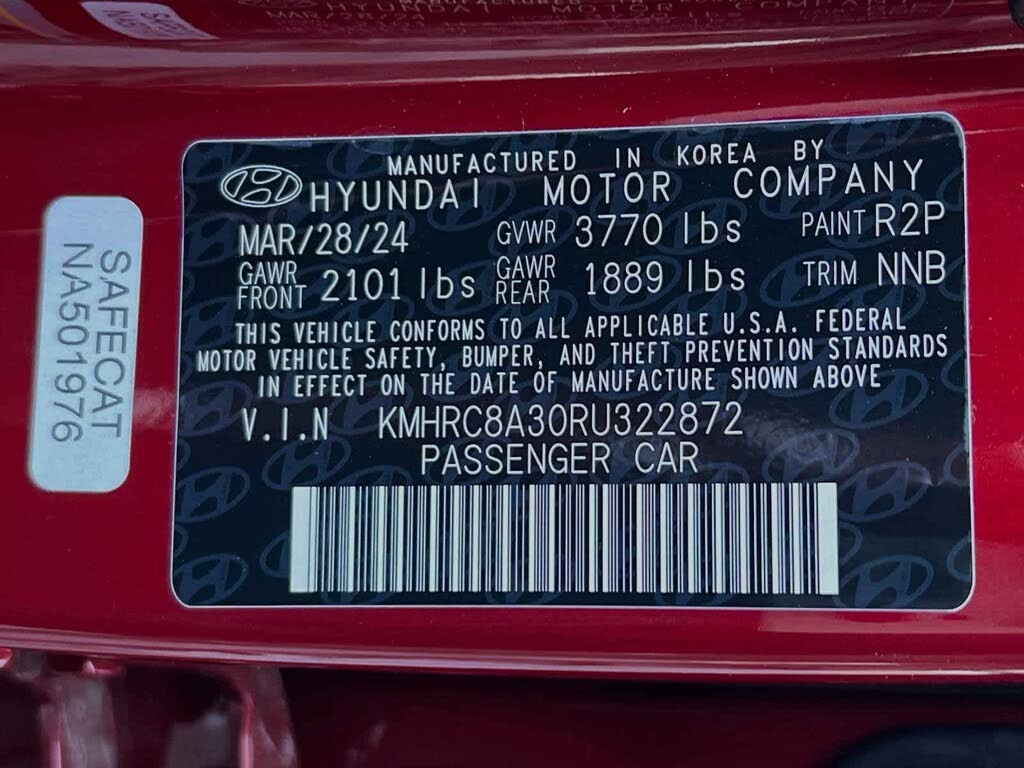 MANUFACTURED IN KOREA BY
HYUNDAI MOTOR COMPANY
MAR/28/24 GVWR 3770 lbs PAINT R2P
GAWR FRONT 2101 lbs GAWR REAR 1889 lbs TRIM NNB
THIS VEHICLE CONFORMS TO ALL APPLICABLE U.S.A. FEDERAL
MOTOR VEHICLE SAFETY, BUMPER, AND THEFT PREVENTION STANDARDS
IN EFFECT ON THE DATE OF MANUFACTURE SHOWN ABOVE
V.I.N KMHRC8A30RU322872
PASSENGER CAR
SAFECAT
NA501976